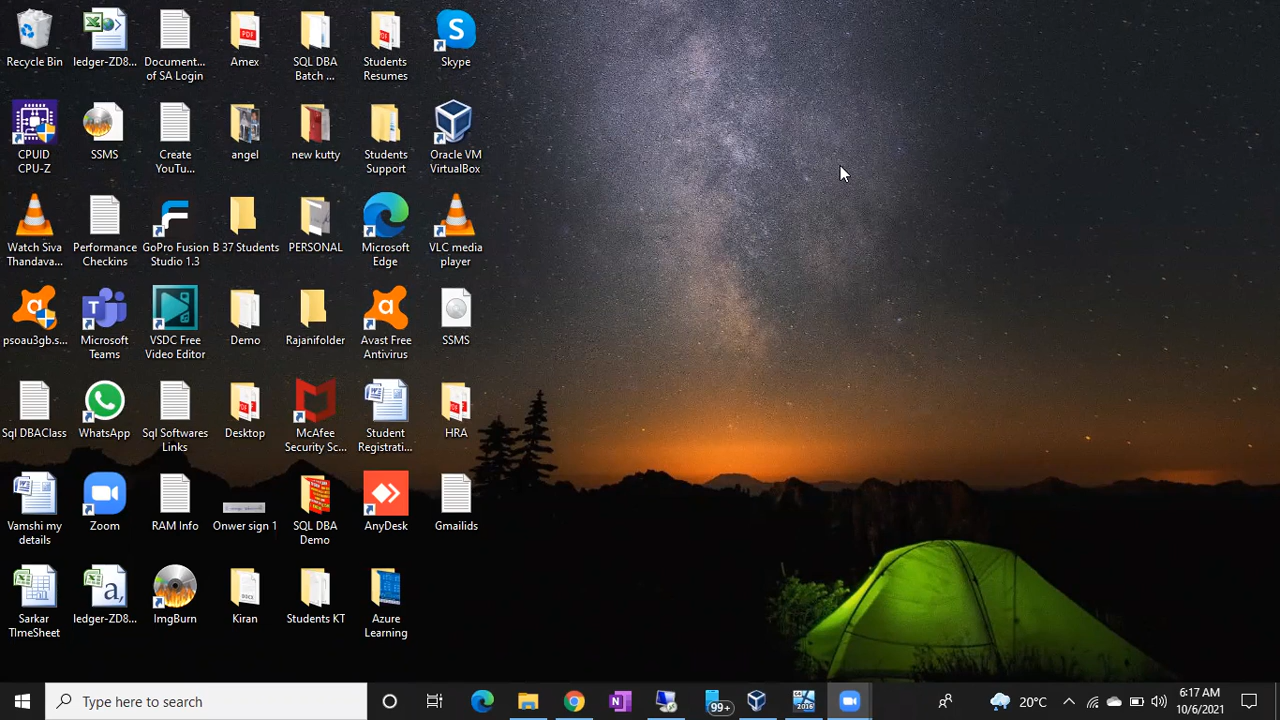 Recycle Bin
ledger-ZD8...
Document...
of SA Login
Amex
SQL DBA
Batch ...
Students
Resumes
Skype
CPUID
CPU-Z
SSMS
Create
YouTu...
angel
new kutty
Students
Support
Oracle VM
VirtualBox
Watch Siva
Thandava...
Performance
Checkins
GoPro Fusion
Studio 1.3
B 37 Students
PERSONAL
Microsoft
Edge
VLC media
player
psoau3gb.s...
Microsoft
Teams
VSDC Free
Video Editor
Demo
Rajanifolder
Avast Free
Antivirus
SSMS
Sql DBAClass
WhatsApp
Sql Softwares
Links
Desktop
McAfee
Security Sc...
Student
Registrati...
HRA
Vamshi my
details
Zoom
RAM Info
Onwer sign 1
SQL DBA
Demo
AnyDesk
Gmailids
Sarkar
TImeSheet
ledger-ZD8...
ImgBurn
Kiran
Students KT
Azure
Learning
Type here to search
99+
2016
20°C
6:17 AM
10/6/2021